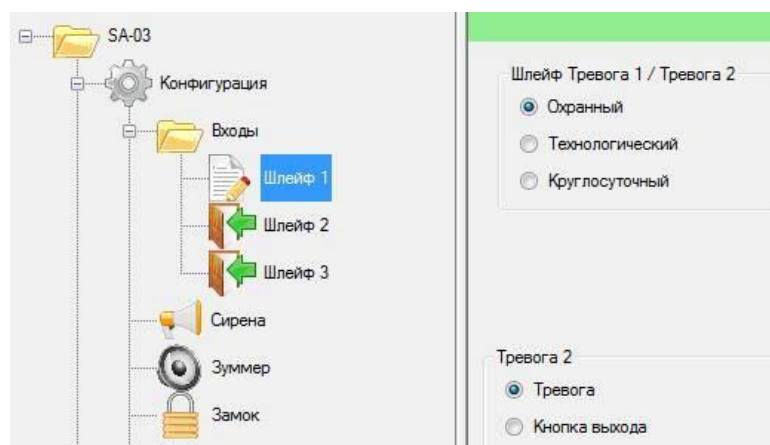 SA-03
Конфигурация
Входы
Шлейф 1
Шлейф 2
Шлейф 3
Сирена
Зуммер
Замок
Шлейф Тревога 1 / Тревога 2
Охранный
Технологический
Круглосуточный
Тревога 2
Тревога
Кнопка выхода